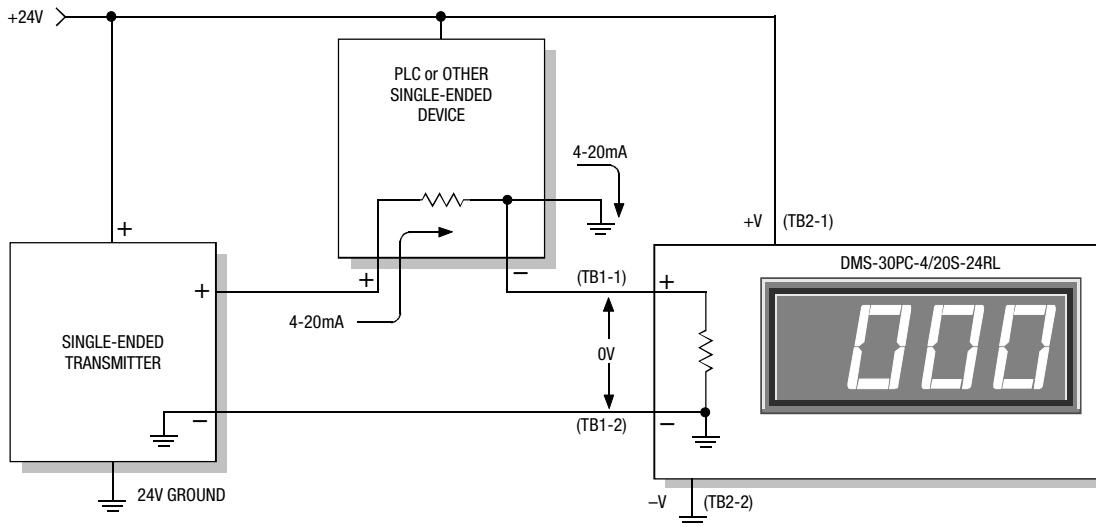 +24V
PLC or OTHER
SINGLE-ENDED
DEVICE
4-20mA
+V (TB2-1)
+
DMS-30PC-4/20S-24RL
+
+
–
(TB1-1)
+
4-20mA
000
SINGLE-ENDED
TRANSMITTER
0V
–
(TB1-2)
–
24V GROUND
–V (TB2-2)